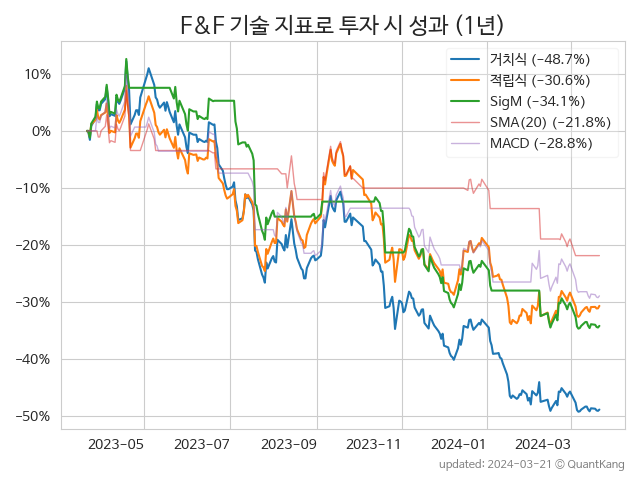 F&F 기술 지표로 투자 시 성과 (1년)
거치식 (−48.7%)
적립식 (−30.6%)
SigM (−34.1%)
SMA(20) (−21.8%)
MACD (−28.8%)
10%
0%
−10%
−20%
−30%
−40%
−50%
2023-05 2023-07 2023-09 2023-11 2024-01 2024-03
updated: 2024-03-21 © QuantKang